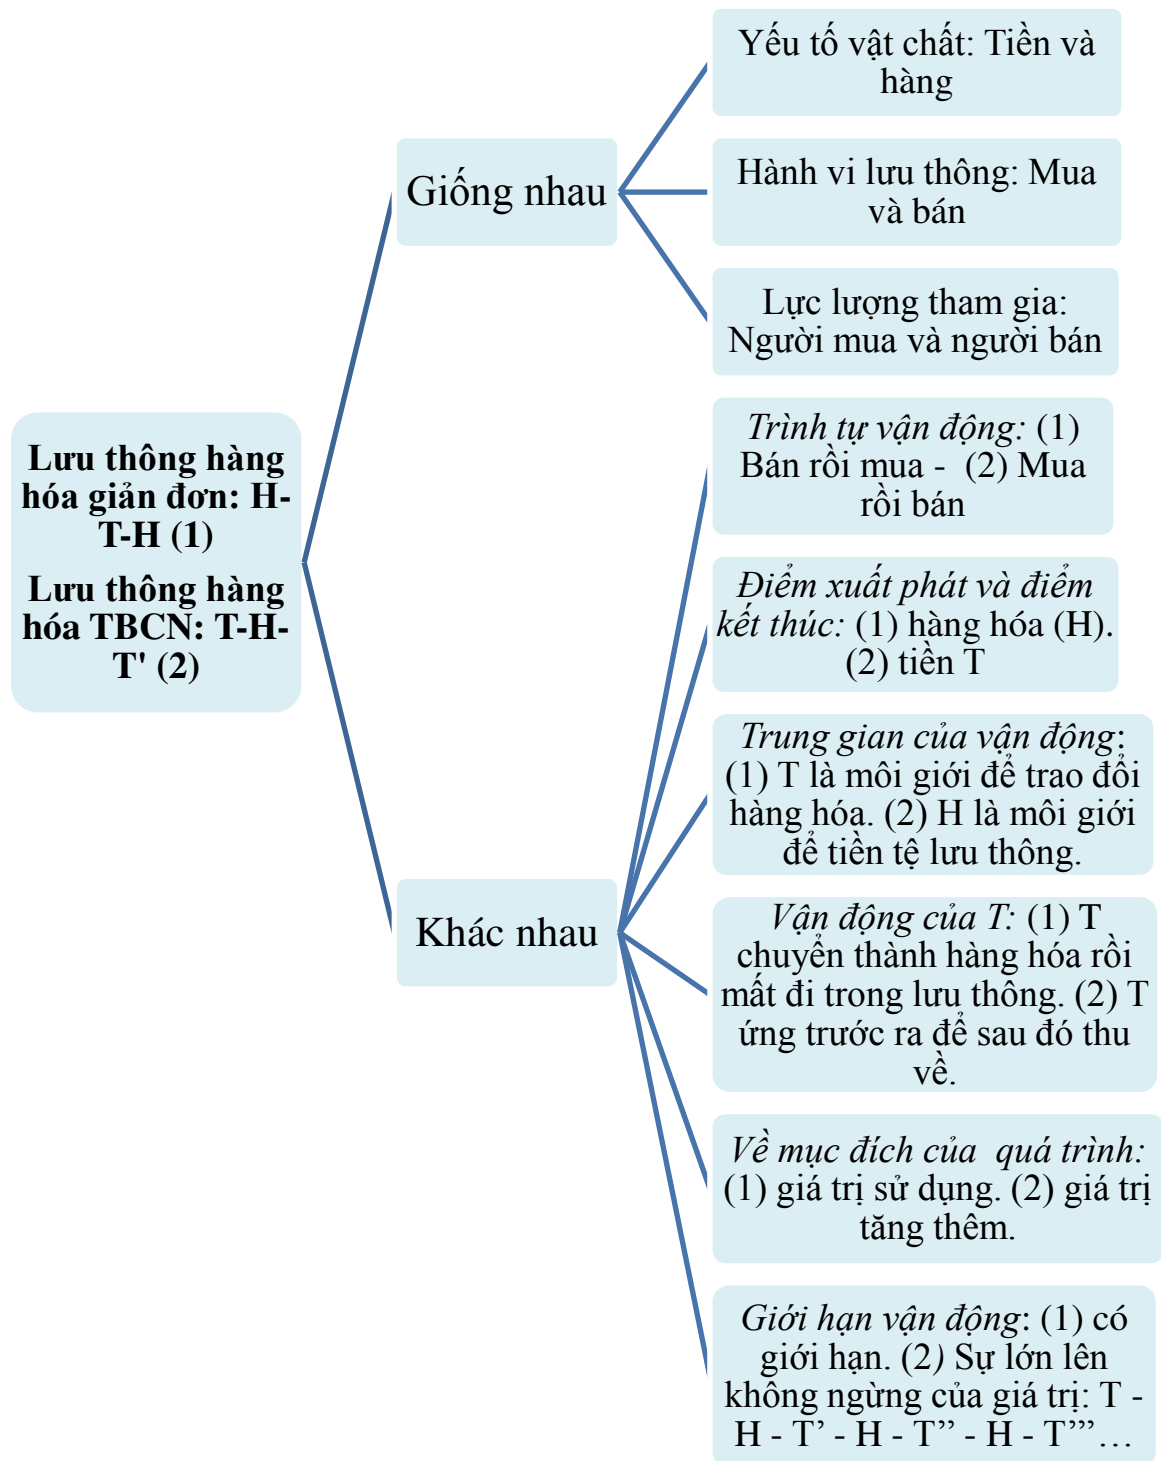 Lưu thông hàng
hóa giản đơn: H-
T-H (1)
Lưu thông hàng
hóa TBCN: T-H-
T' (2)
Giống nhau
Yếu tố vật chất: Tiền và
hàng
Hành vi lưu thông: Mua
và bán
Lực lượng tham gia:
Người mua và người bán
Khác nhau
Trình tự vận động: (1)
Bán rồi mua - (2) Mua
rồi bán
Điểm xuất phát và điểm
kết thúc: (1) hàng hóa (H).
(2) tiền T
Trung gian của vận động:
(1) T là môi giới để trao đổi
hàng hóa. (2) H là môi giới
để tiền tệ lưu thông.
Vận động của T: (1) T
chuyển thành hàng hóa rồi
mất đi trong lưu thông. (2) T
ứng trước ra để sau đó thu
về.
Về mục đích của quá trình:
(1) giá trị sử dụng. (2) giá trị
tăng thêm.
Giới hạn vận động: (1) có
giới hạn. (2) Sự lớn lên
không ngừng của giá trị: T -
H - T’ - H - T’’ - H - T’’’…